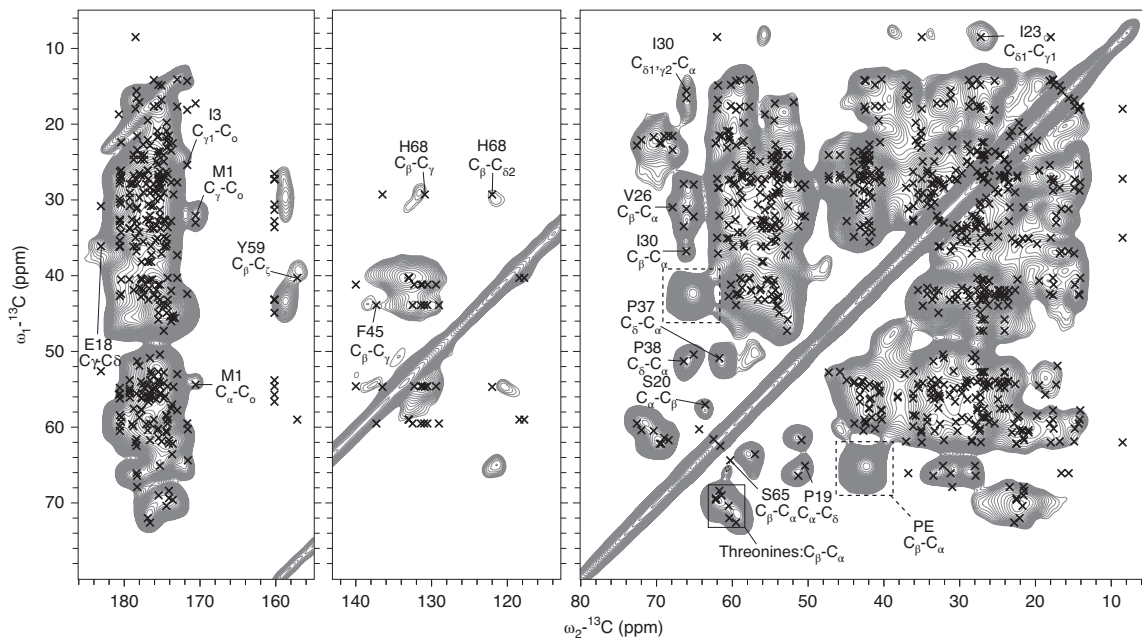 10
20
30
40
50
60
70
ω₁-¹³C (ppm)
I3
Cγ1-Co
M1
Cγ-Co
Y59
Cβ-Cζ
E18
Cγ-Cδ
M1
Cα-Co
180
170
160
H68
Cβ-Cγ
H68
Cβ-Cδ2
F45
Cβ-Cγ
140
130
120
I30
Cδ1'γ2-Cα
I23
Cδ1-Cγ1
V26
Cβ-Cα
I30
Cβ-Cα
P37
Cδ-Cα
P38
Cδ-Cα
S20
Cα-Cβ
S65
Cβ-Cα
P19
Cα-Cδ
PE
Cβ-Cα
Threonines:Cβ-Cα
80
70
60
50
40
30
20
10
ω₂-¹³C (ppm)